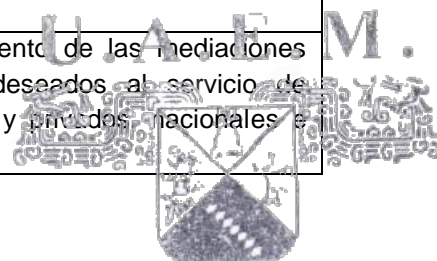 U. A. E. M.
ento de las mediaciones
deseados al servicio de
y privados nacionales e